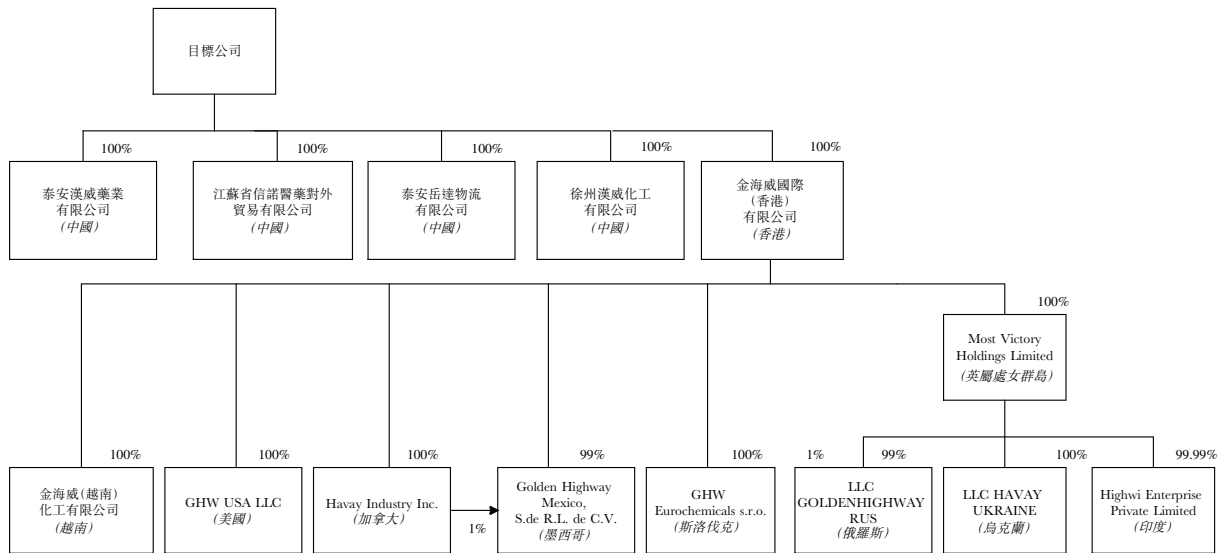 目標公司
100%
100%
100%
100%
100%
泰安漢威藥業
有限公司
(中國)
江蘇省信諾醫藥對外
貿易有限公司
(中國)
泰安岳達物流
有限公司
(中國)
徐州漢威化工
有限公司
(中國)
金海威國際
(香港)
有限公司
(香港)
100%
Most Victory
Holdings Limited
(英屬處女群島)
100%
100%
100%
99%
100%
1%
99%
100%
99.99%
金海威(越南)
化工有限公司
(越南)
GHW USA LLC
(美國)
Havay Industry Inc.
(加拿大)
1%
Golden Highway
Mexico,
S.de R.L. de C.V.
(墨西哥)
GHW
Eurochemicals s.r.o.
(斯洛伐克)
LLC
GOLDENHIGHWAY
RUS
(俄羅斯)
LLC HAVAY
UKRAINE
(烏克蘭)
Highwi Enterprise
Private Limited
(印度)